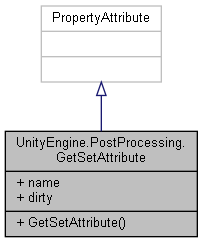 PropertyAttribute
UnityEngine.PostProcessing.
GetSetAttribute
+ name
+ dirty
+ GetSetAttribute()